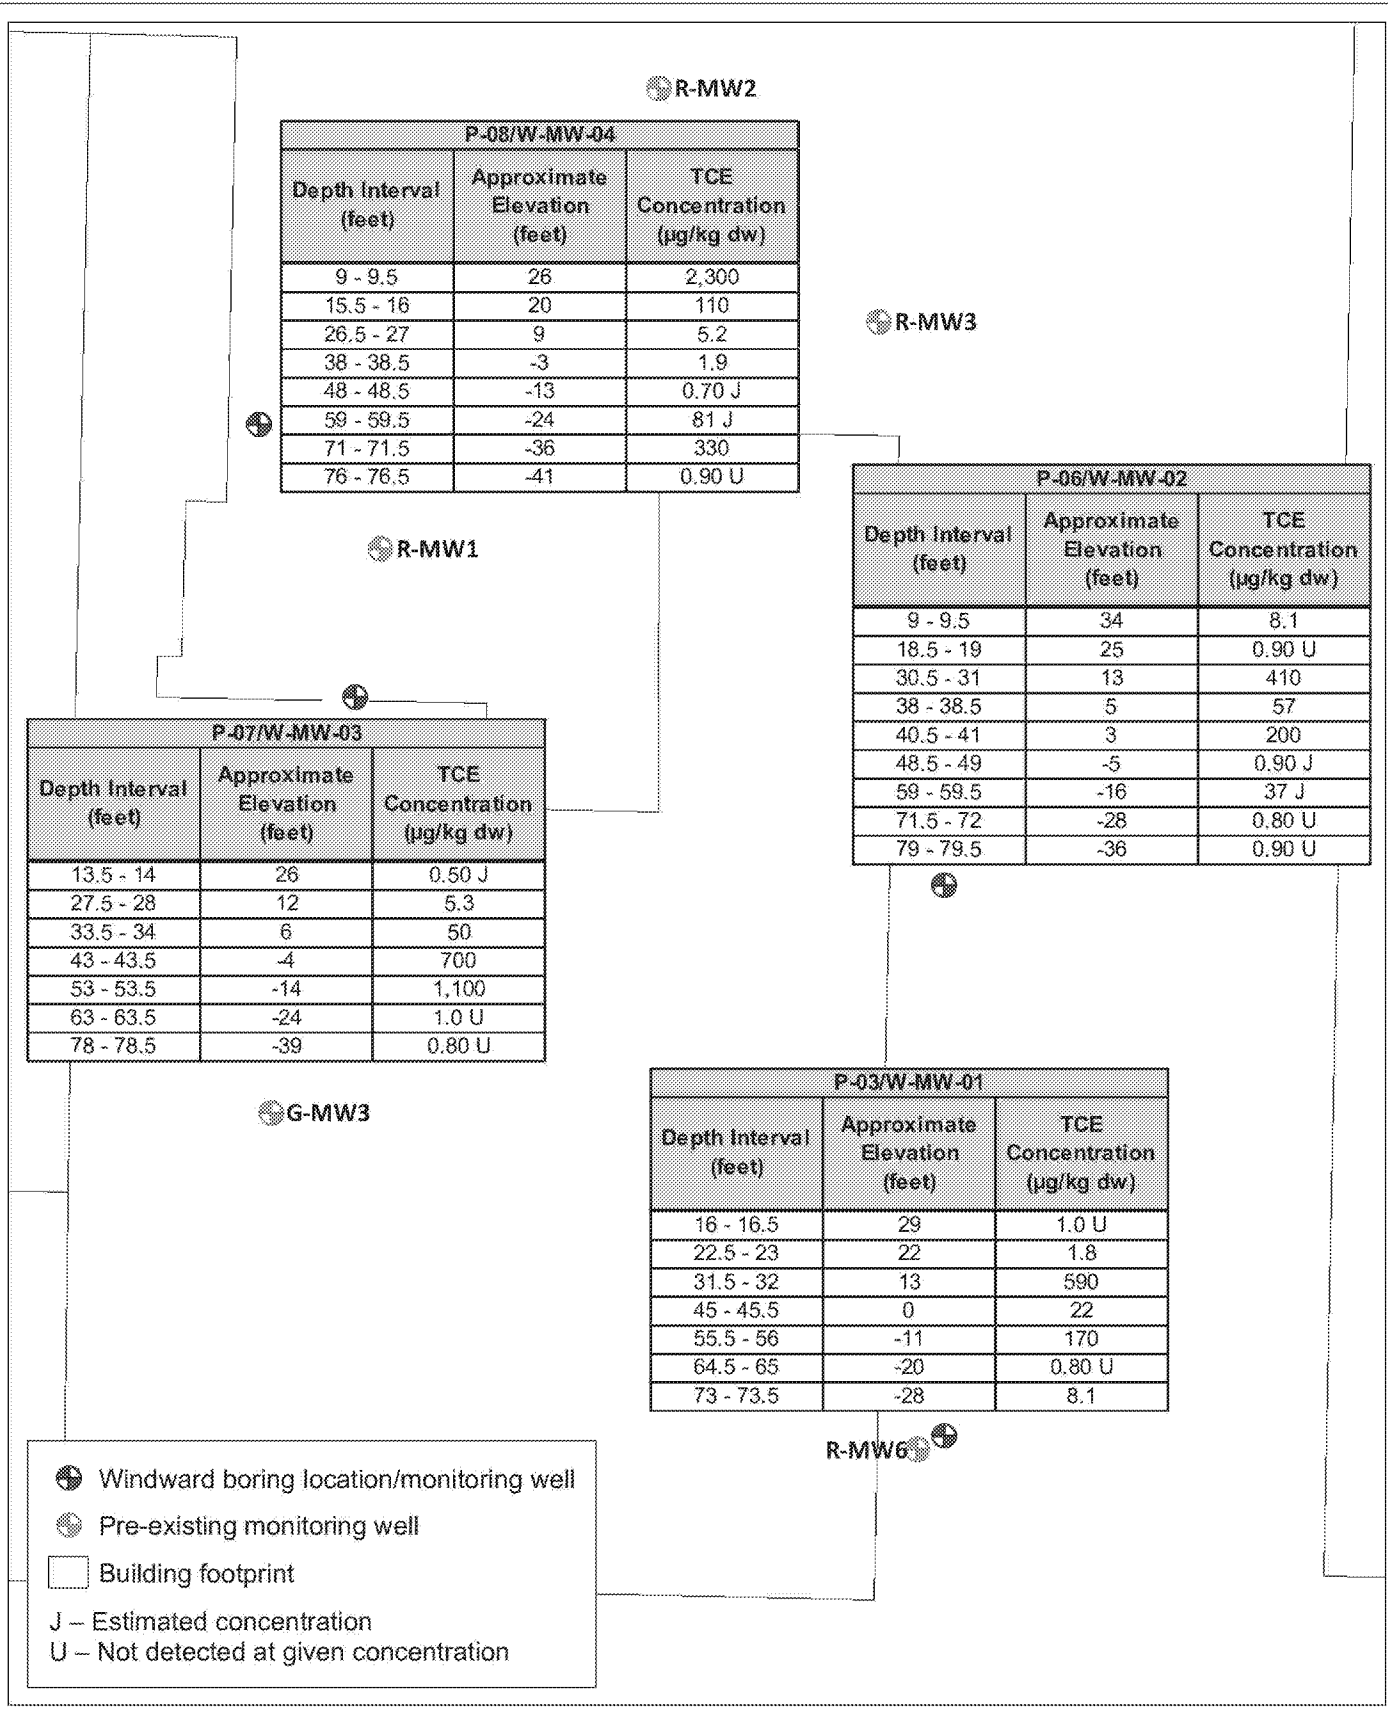 R-MW2
P-08/W-MW-04
Depth Interval (feet) Approximate Elevation (feet) TCE Concentration (µg/kg dw)
9 - 9.5 26 2,300
15.5 - 16 20 110
26.5 - 27 9 5.2
38 - 38.5 -3 1.9
48 - 48.5 -13 0.70 J
59 - 59.5 -24 81 J
71 - 71.5 -36 330
76 - 76.5 -41 0.90 U
R-MW3
R-MW1
P-06/W-MW-02
Depth Interval (feet) Approximate Elevation (feet) TCE Concentration (µg/kg dw)
9 - 9.5 34 8.1
18.5 - 19 25 0.90 U
30.5 - 31 13 410
38 - 38.5 5 57
40.5 - 41 3 200
48.5 - 49 -5 0.90 J
59 - 59.5 -16 37 J
71.5 - 72 -28 0.80 U
79 - 79.5 -36 0.90 U
P-07/W-MW-03
Depth Interval (feet) Approximate Elevation (feet) TCE Concentration (µg/kg dw)
13.5 - 14 26 0.50 J
27.5 - 28 12 5.3
33.5 - 34 6 50
43 - 43.5 -4 700
53 - 53.5 -14 1,100
63 - 63.5 -24 1.0 U
78 - 78.5 -39 0.80 U
G-MW3
P-03/W-MW-01
Depth Interval (feet) Approximate Elevation (feet) TCE Concentration (µg/kg dw)
16 - 16.5 29 1.0 U
22.5 - 23 22 1.8
31.5 - 32 13 590
45 - 45.5 0 22
55.5 - 56 -11 170
64.5 - 65 -20 0.80 U
73 - 73.5 -28 8.1
R-MW6
Windward boring location/monitoring well
Pre-existing monitoring well
Building footprint
J – Estimated concentration
U – Not detected at given concentration